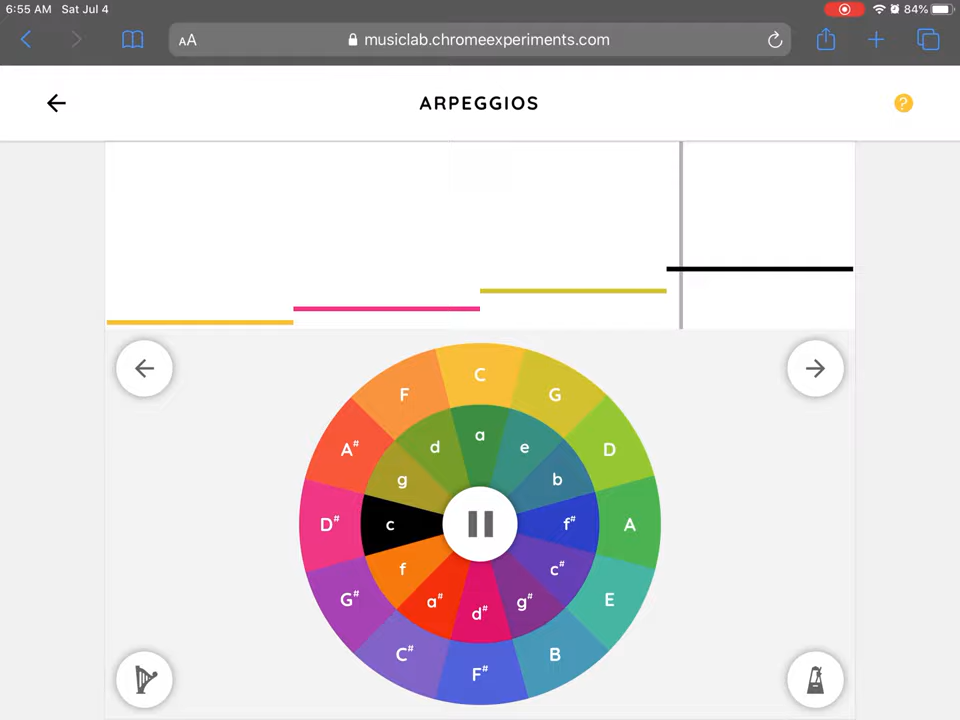 6:55 AM Sat Jul 4
84%
AA
musiclab.chromeexperiments.com
ARPEGGIOS
?
C
F
G
A#
d
a
e
D
g
b
D#
c
f#
A
f
c#
G#
a#
d#
g#
E
C#
F#
B